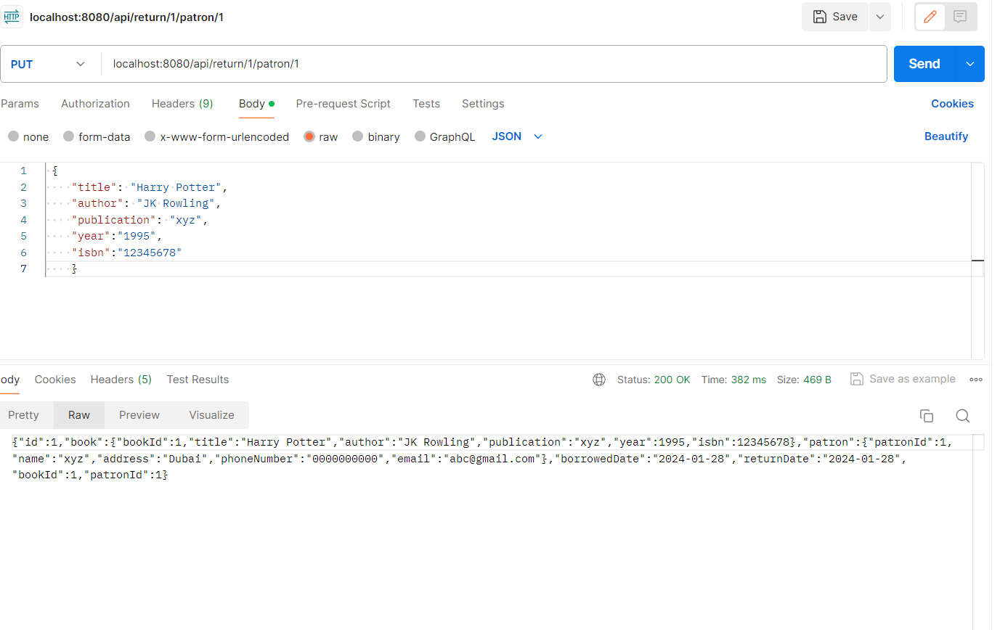 HTTP localhost:8080/api/return/1/patron/1 Save
PUT localhost:8080/api/return/1/patron/1 Send
Params Authorization Headers (9) Body Pre-request Script Tests Settings Cookies
none form-data x-www-form-urlencoded raw binary GraphQL JSON Beautify
1 {
2 "title": "Harry Potter",
3 "author": "JK Rowling",
4 "publication": "xyz",
5 "year":"1995",
6 "isbn":"12345678"
7 }
ody Cookies Headers (5) Test Results Status: 200 OK Time: 382 ms Size: 469 B Save as example
Pretty Raw Preview Visualize
{"id":1,"book":{"bookId":1,"title":"Harry Potter","author":"JK Rowling","publication":"xyz","year":1995,"isbn":12345678},"patron":{"patronId":1,
"name":"xyz","address":"Dubai","phoneNumber":"0000000000","email":"abc@gmail.com"},"borrowedDate":"2024-01-28","returnDate":"2024-01-28",
"bookId":1,"patronId":1}